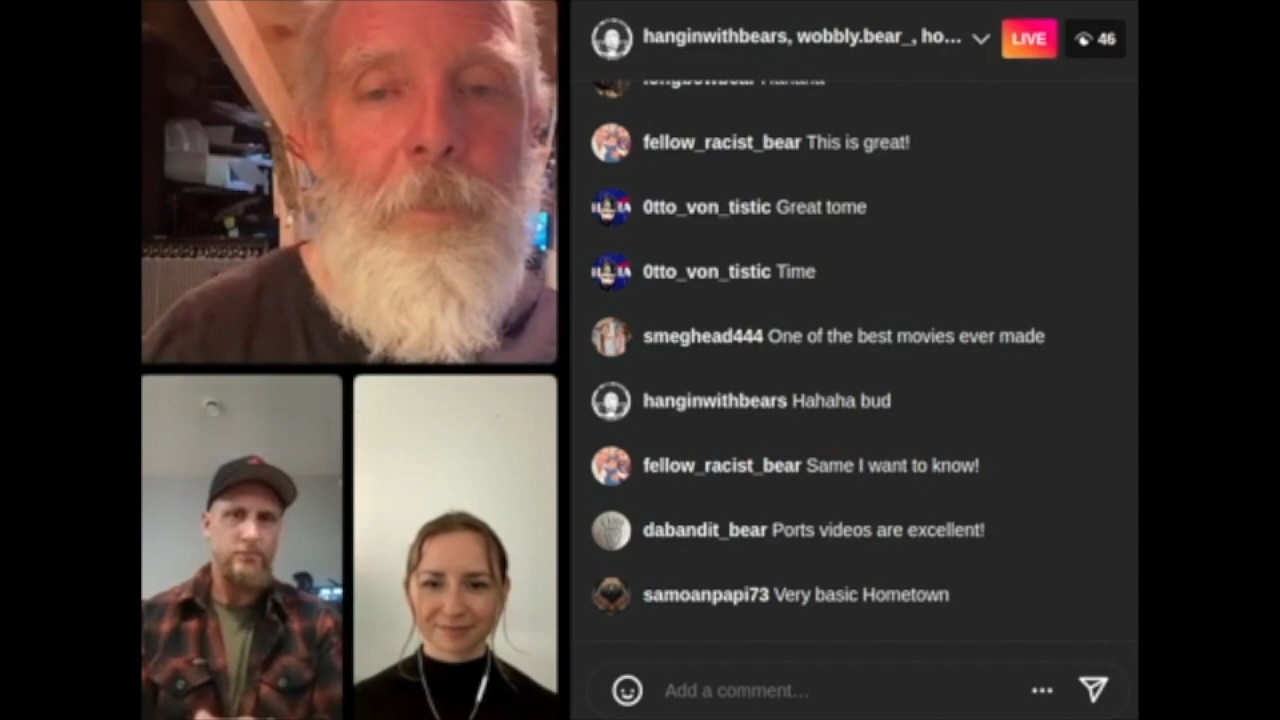 hanginwithbears, wobbly.bear_, ho...
LIVE
46
longbowbear Hahaha
fellow_racist_bear This is great!
0tto_von_tistic Great tome
0tto_von_tistic Time
smeghead444 One of the best movies ever made
hanginwithbears Hahaha bud
fellow_racist_bear Same I want to know!
dabandit_bear Ports videos are excellent!
samoanpapi73 Very basic Hometown
Add a comment...